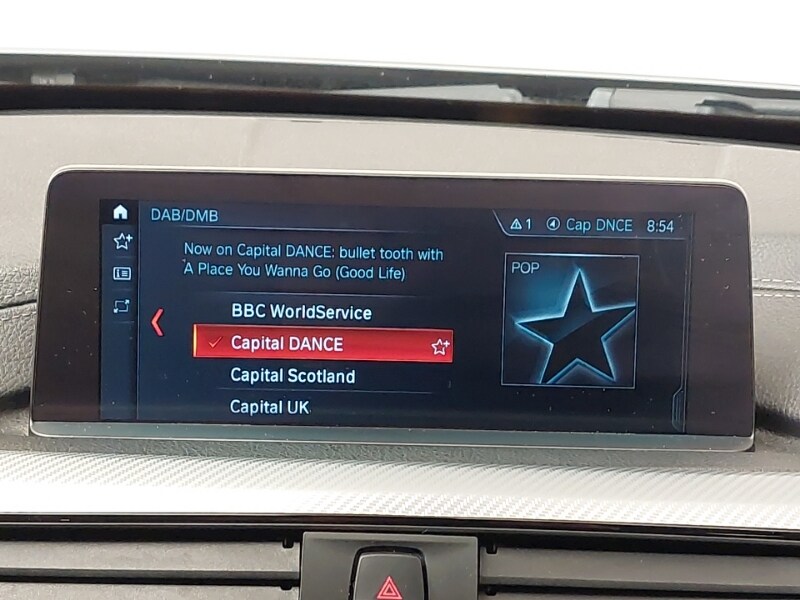 DAB/DMB
1 Cap DNCE 8:54
Now on Capital DANCE: bullet tooth with
A Place You Wanna Go (Good Life)
POP
BBC WorldService
Capital DANCE
Capital Scotland
Capital UK